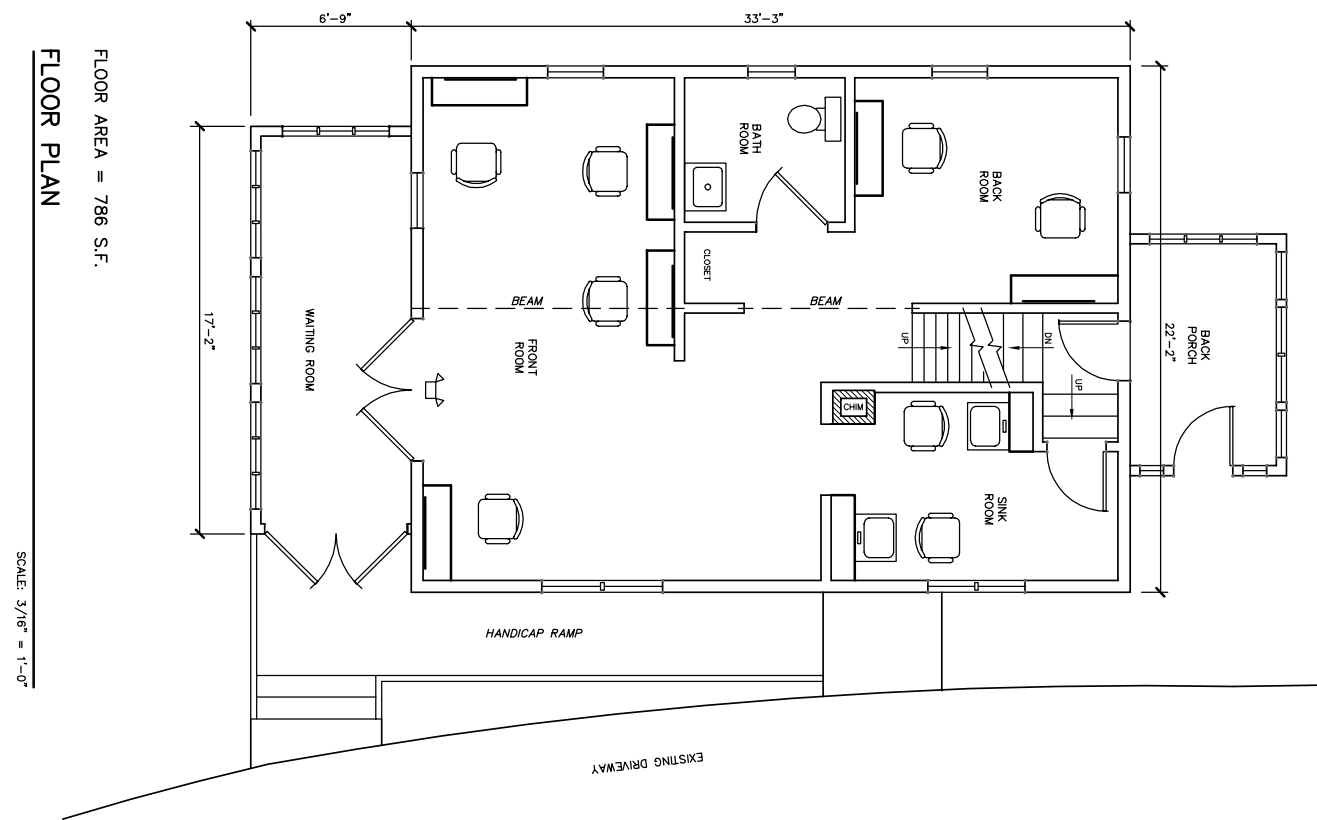 6'-9"
33'-3"
FLOOR PLAN
FLOOR AREA = 786 S.F.
SCALE: 3/16" = 1'-0"
17'-2"
22'-2"
WAITING ROOM
FRONT
ROOM
BEAM
BEAM
BATH
ROOM
CLOSET
BACK
ROOM
BACK
PORCH
UP
DN
UP
CHIM
SINK
ROOM
HANDICAP RAMP
EXISTING DRIVEWAY